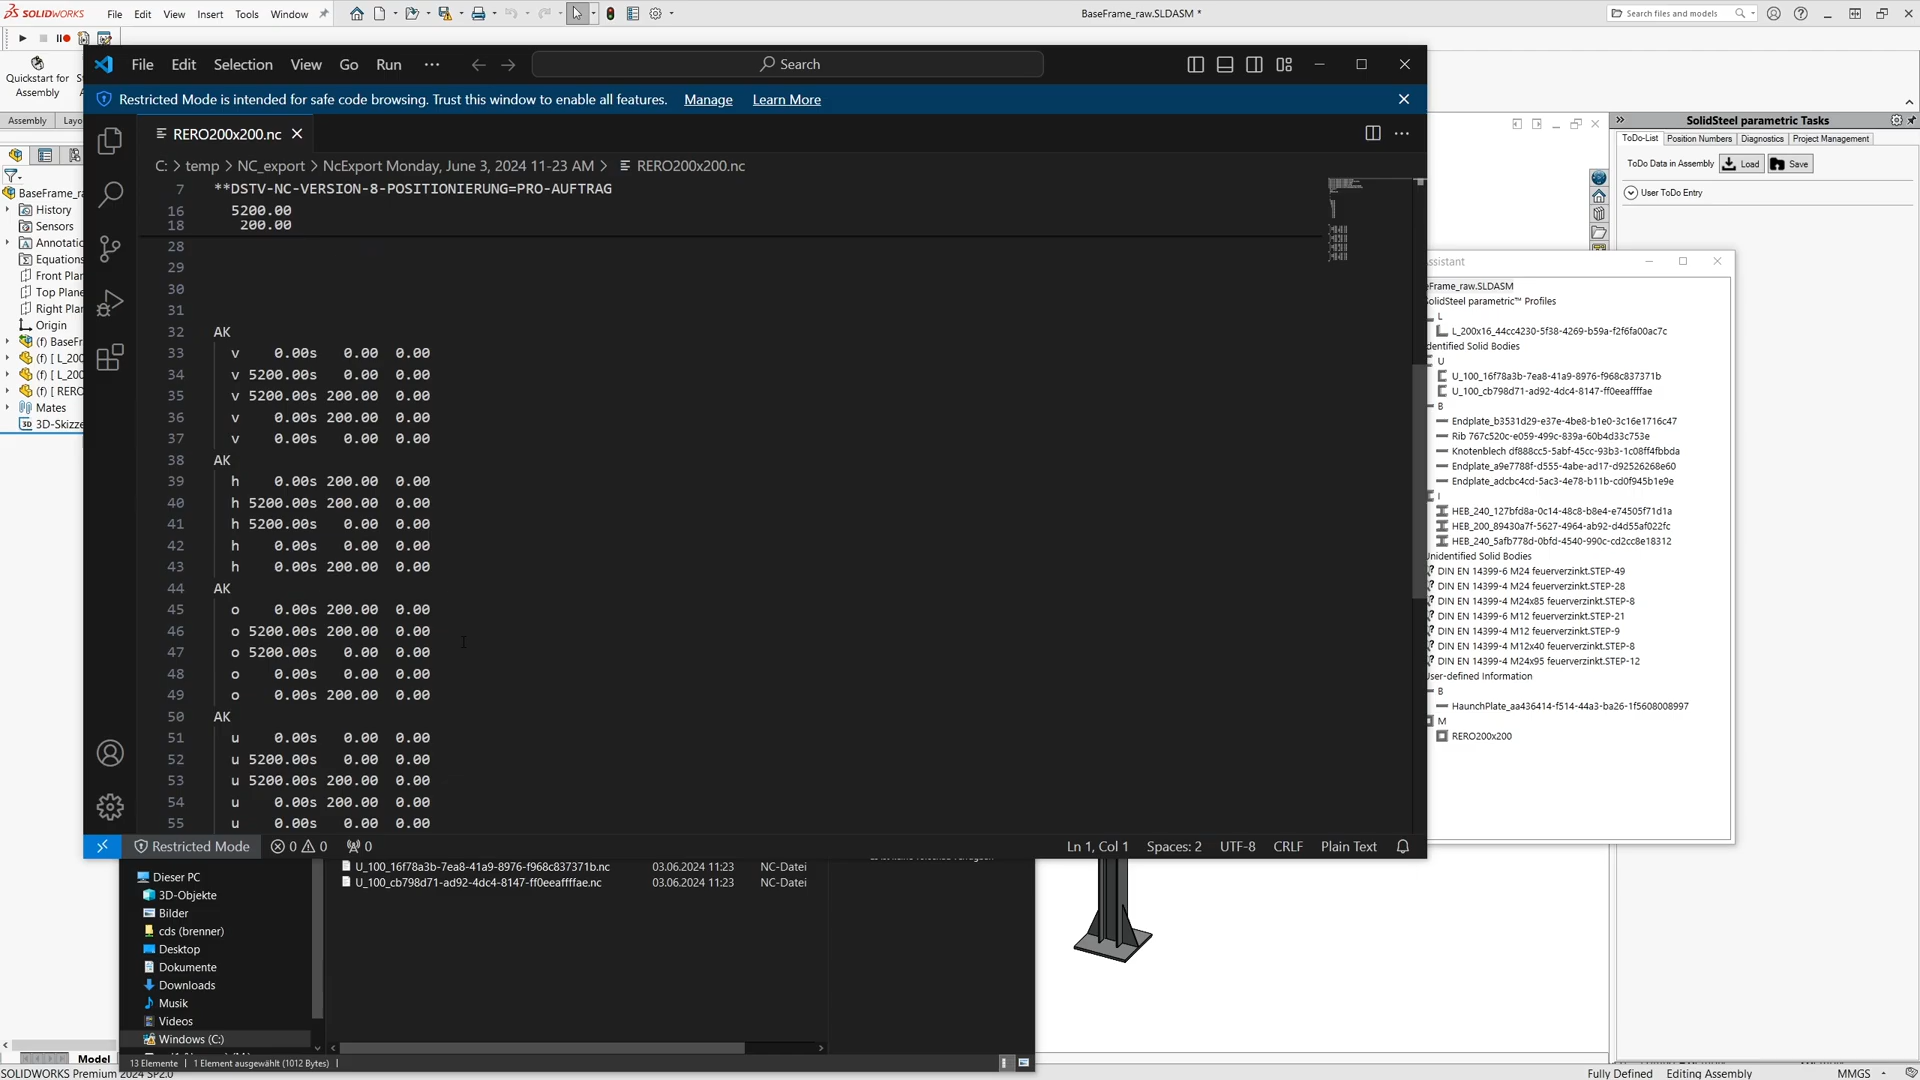 SOLIDWORKS File Edit View Insert Tools Window
BaseFrame_raw.SLDASM *
Search files and models
Quickstart for
Assembly
Assembly
File Edit Selection View Go Run ··· Search
Restricted Mode is intended for safe code browsing. Trust this window to enable all features. Manage Learn More
RERO200x200.nc
C: > temp > NC_export > NcExport Monday, June 3, 2024 11-23 AM > RERO200x200.nc
7 **DSTV-NC-VERSION-8-POSITIONIERUNG=PRO-AUFTRAG
16 5200.00
18 200.00
28
29
30
31
32 AK
33 v 0.00s 0.00 0.00
34 v 5200.00s 0.00 0.00
35 v 5200.00s 200.00 0.00
36 v 0.00s 200.00 0.00
37 v 0.00s 0.00 0.00
38 AK
39 h 0.00s 200.00 0.00
40 h 5200.00s 200.00 0.00
41 h 5200.00s 0.00 0.00
42 h 0.00s 0.00 0.00
43 h 0.00s 200.00 0.00
44 AK
45 o 0.00s 200.00 0.00
46 o 5200.00s 200.00 0.00
47 o 5200.00s 0.00 0.00
48 o 0.00s 0.00 0.00
49 o 0.00s 200.00 0.00
50 AK
51 u 0.00s 0.00 0.00
52 u 5200.00s 0.00 0.00
53 u 5200.00s 200.00 0.00
54 u 0.00s 200.00 0.00
55 u 0.00s 0.00 0.00
Restricted Mode 0 0 0 Ln 1, Col 1 Spaces: 2 UTF-8 CRLF Plain Text
BaseFrame_ra
History
Sensors
Annotatio
Equations
Front Plan
Top Plane
Right Plan
Origin
(f) BaseFr
(f) [ L_200
(f) [ L_200
(f) [ RERO
Mates
3D-Skizze
SolidSteel parametric Tasks
ToDo-List Position Numbers Diagnostics Project Management
ToDo Data in Assembly Load Save
User ToDo Entry
ssistant
eFrame_raw.SLDASM
olidSteel parametric™ Profiles
L
L_200x16_44cc4230-5f38-4269-b59a-f2f6fa00ac7c
dentified Solid Bodies
U
U_100_16f78a3b-7ea8-41a9-8976-f968c837371b
U_100_cb798d71-ad92-4dc4-8147-ff0eeaffffae
B
Endplate_b3531d29-e37e-4be8-b1e0-3c16e1716c47
Rib 767c520c-e059-499c-839a-60b4d33c753e
Knotenblech df888cc5-5abf-45cc-93b3-1c08ff4fbbda
Endplate_a9e7788f-d555-4abe-ad17-d92526268e60
Endplate_adcbc4cd-5ac3-4e78-b11b-cd0f945b1e9e
I
HEB_240_127bfd8a-0c14-48c8-b8e4-e74505f71d1a
HEB_200_89430a7f-5627-4964-ab92-d4d55af022fc
HEB_240_5afb778d-0bfd-4540-990c-cd2cc8e18312
Unidentified Solid Bodies
DIN EN 14399-6 M24 feuerverzinkt.STEP-49
DIN EN 14399-4 M24 feuerverzinkt.STEP-28
DIN EN 14399-4 M24x85 feuerverzinkt.STEP-8
DIN EN 14399-6 M12 feuerverzinkt.STEP-21
DIN EN 14399-4 M12 feuerverzinkt.STEP-9
DIN EN 14399-4 M12x40 feuerverzinkt.STEP-8
DIN EN 14399-4 M24x95 feuerverzinkt.STEP-12
User-defined Information
B
HaunchPlate_aa436414-f514-44a3-ba26-1f5608008997
M
RERO200x200
U_100_16f78a3b-7ea8-41a9-8976-f968c837371b.nc 03.06.2024 11:23 NC-Datei
U_100_cb798d71-ad92-4dc4-8147-ff0eeaffffae.nc 03.06.2024 11:23 NC-Datei
Dieser PC
3D-Objekte
Bilder
cds (brenner)
Desktop
Dokumente
Downloads
Musik
Videos
Windows (C:)
13 Elemente 1 Element ausgewählt (1012 Bytes)
Model
SOLIDWORKS Premium 2024 SP2.0
Fully Defined Editing Assembly MMGS